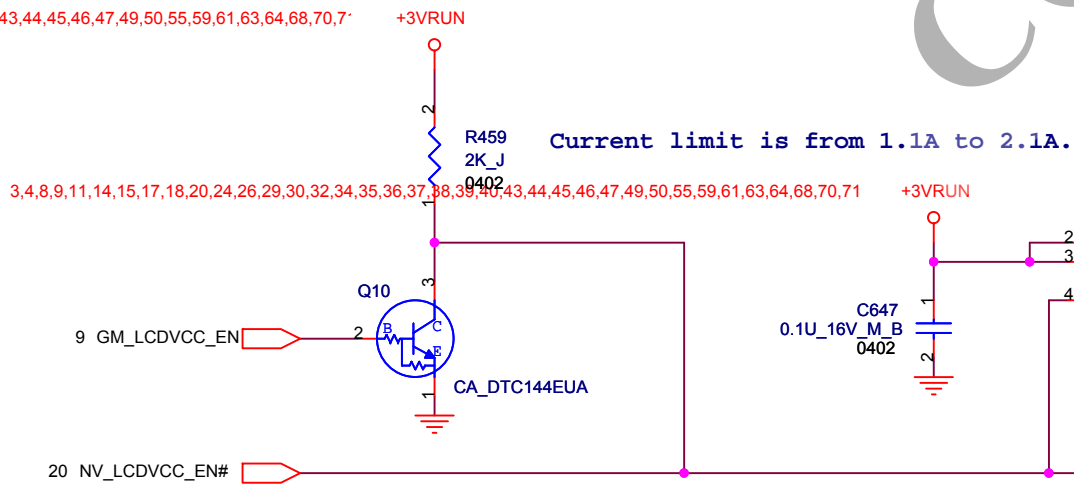 43,44,45,46,47,49,50,55,59,61,63,64,68,70,71
+3VRUN
2
R459
2K_J
0402
1
Current limit is from 1.1A to 2.1A.
3,4,8,9,11,14,15,17,18,20,24,26,29,30,32,34,35,36,37,38,39,40,43,44,45,46,47,49,50,55,59,61,63,64,68,70,71
+3VRUN
2
3
4
3
Q10
9 GM_LCDVCC_EN
2
B
C
E
1
CA_DTC144EUA
C647
0.1U_16V_M_B
0402
1
2
20 NV_LCDVCC_EN#